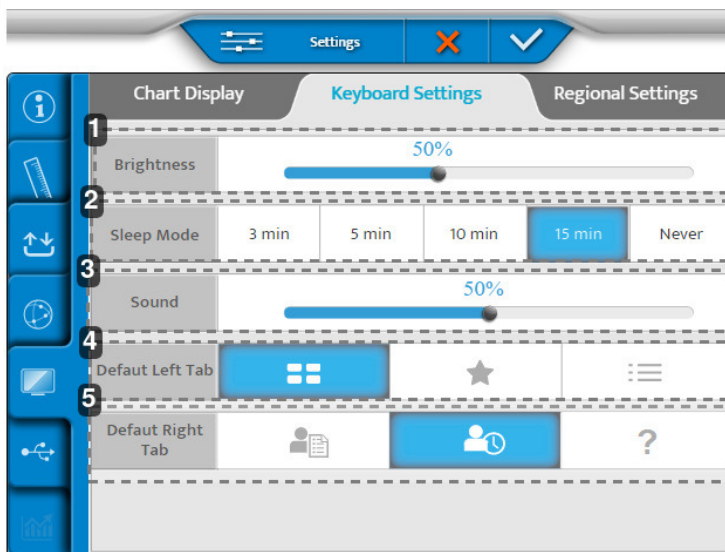 Settings
Chart Display Keyboard Settings Regional Settings
1
Brightness 50%
2
Sleep Mode 3 min 5 min 10 min 15 min Never
3
Sound 50%
4
Defaut Left Tab
5
Defaut Right
Tab ?